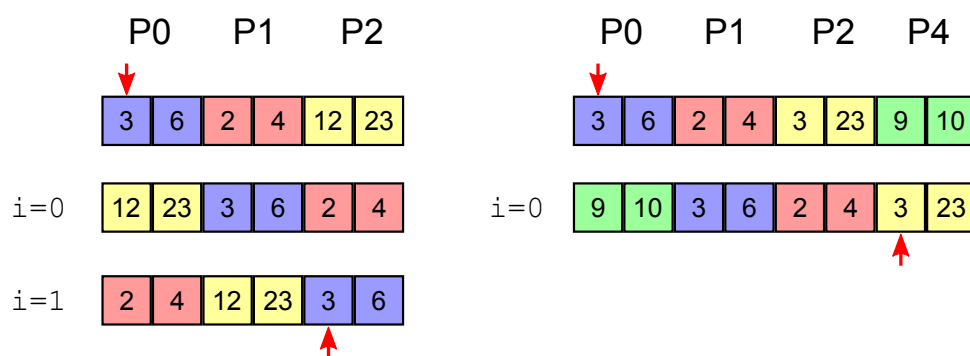 P0 P1 P2
3 6 2 4 12 23
i=0 12 23 3 6 2 4
i=1 2 4 12 23 3 6
P0 P1 P2 P4
3 6 2 4 3 23 9 10
i=0 9 10 3 6 2 4 3 23